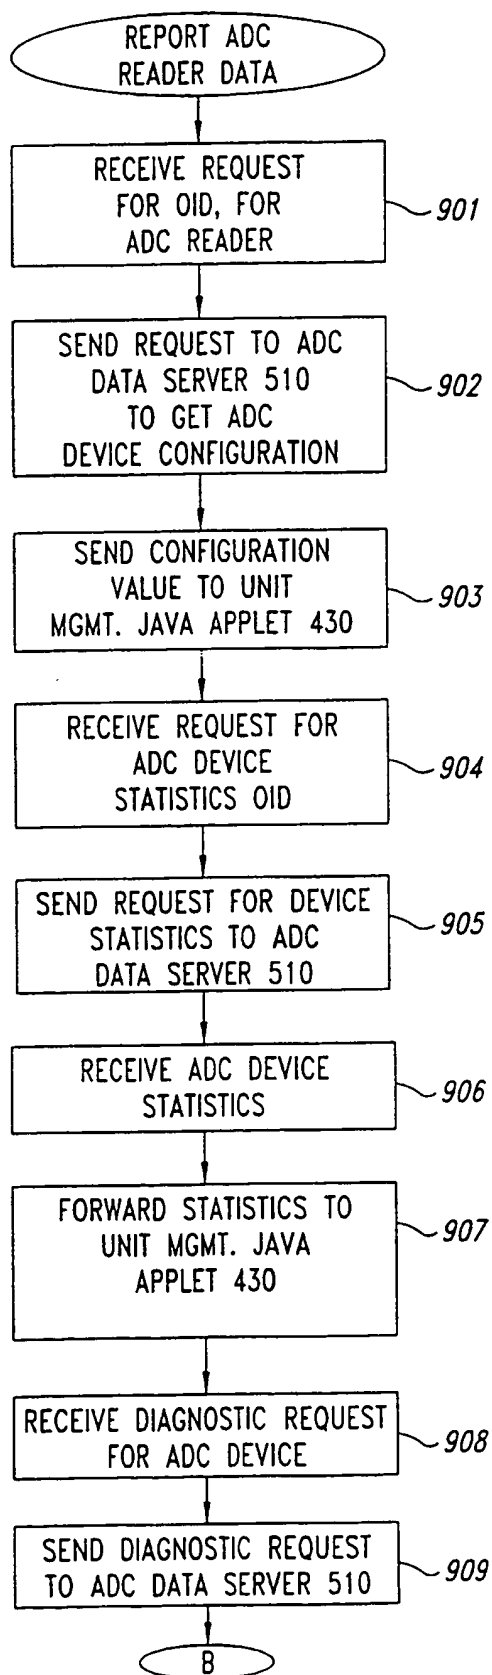 REPORT ADC
READER DATA
RECEIVE REQUEST
FOR OID, FOR
ADC READER
901
SEND REQUEST TO ADC
DATA SERVER 510
TO GET ADC
DEVICE CONFIGURATION
902
SEND CONFIGURATION
VALUE TO UNIT
MGMT. JAVA APPLET 430
903
RECEIVE REQUEST FOR
ADC DEVICE
STATISTICS OID
904
SEND REQUEST FOR DEVICE
STATISTICS TO ADC
DATA SERVER 510
905
RECEIVE ADC DEVICE
STATISTICS
906
FORWARD STATISTICS TO
UNIT MGMT. JAVA
APPLET 430
907
RECEIVE DIAGNOSTIC REQUEST
FOR ADC DEVICE
908
SEND DIAGNOSTIC REQUEST
TO ADC DATA SERVER 510
909
B